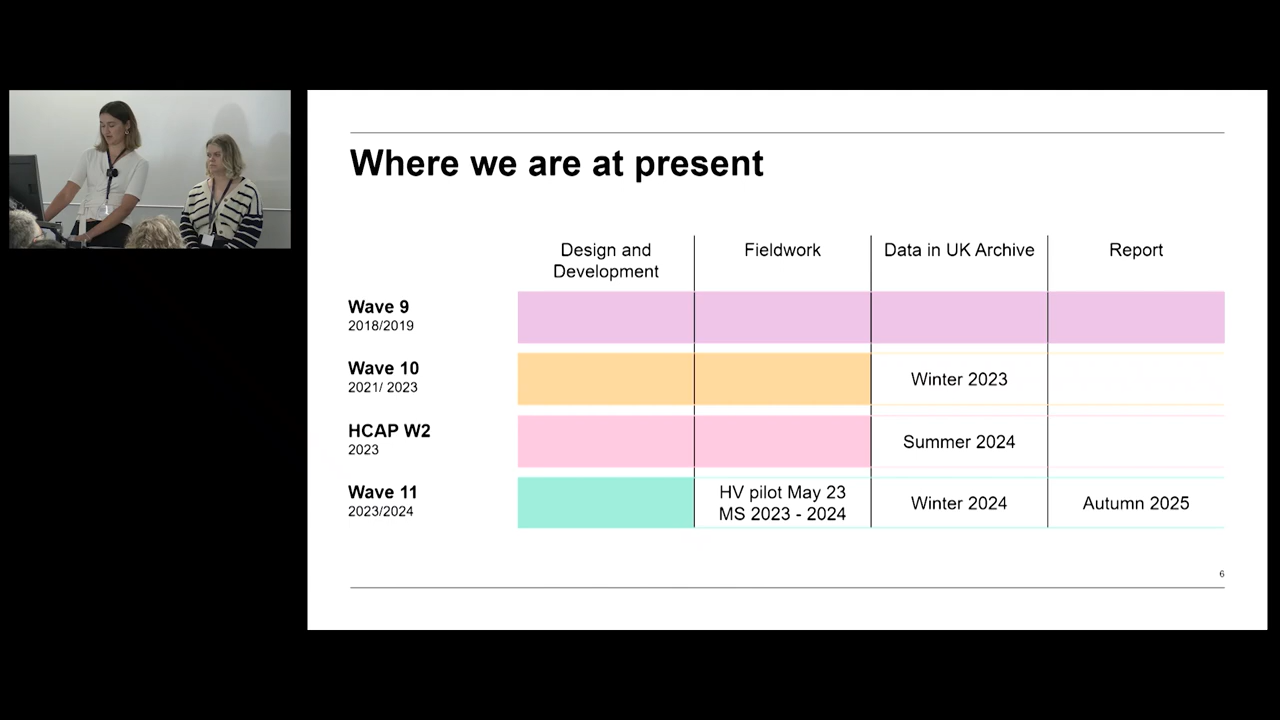 Where we are at present
Design and
Development
Fieldwork
Data in UK Archive
Report
Wave 9
2018/2019
Wave 10
2021/ 2023
Winter 2023
HCAP W2
2023
Summer 2024
Wave 11
2023/2024
HV pilot May 23
MS 2023 - 2024
Winter 2024
Autumn 2025
6